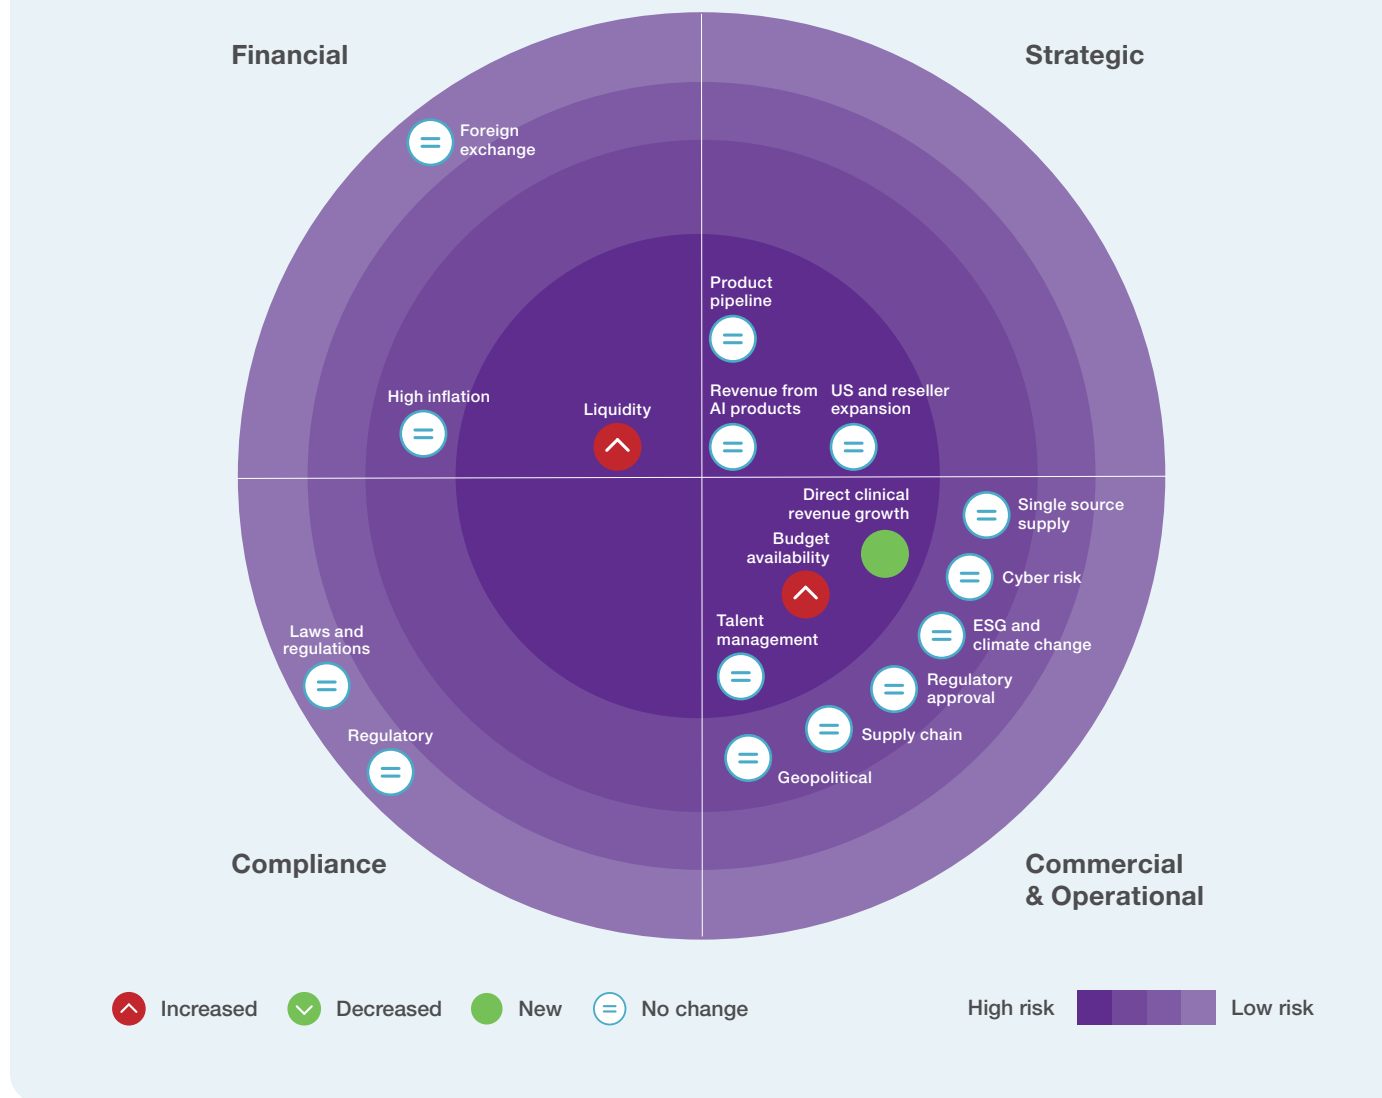 Financial
Strategic
Foreign
exchange
Product
pipeline
High inflation
Liquidity
Revenue from
AI products
US and reseller
expansion
Direct clinical
revenue growth
Single source
supply
Budget
availability
Cyber risk
Talent
management
ESG and
climate change
Laws and
regulations
Regulatory
approval
Regulatory
Supply chain
Geopolitical
Compliance
Commercial
& Operational
Increased
Decreased
New
No change
High risk
Low risk